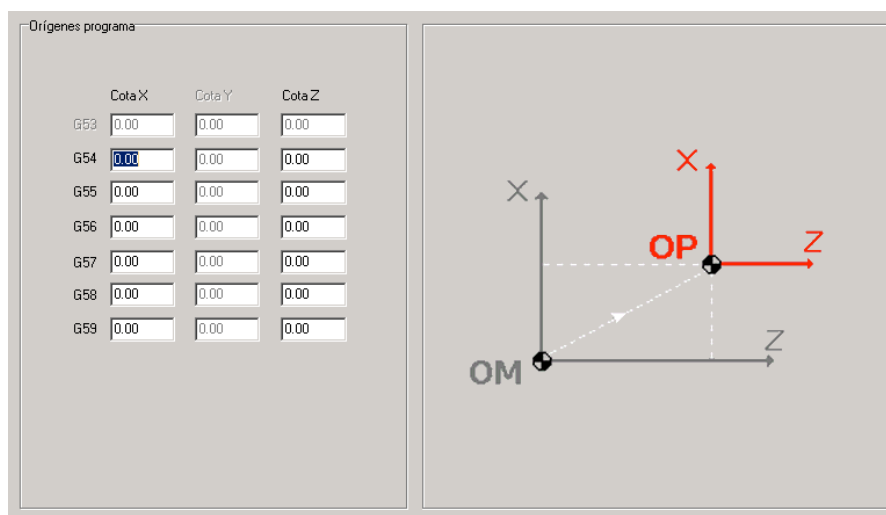 Orígenes programa
Cota X Cota Y Cota Z
G53 0.00 0.00 0.00
G54 0.00 0.00 0.00
G55 0.00 0.00 0.00
G56 0.00 0.00 0.00
G57 0.00 0.00 0.00
G58 0.00 0.00 0.00
G59 0.00 0.00 0.00
X
X
OP
Z
Z
OM